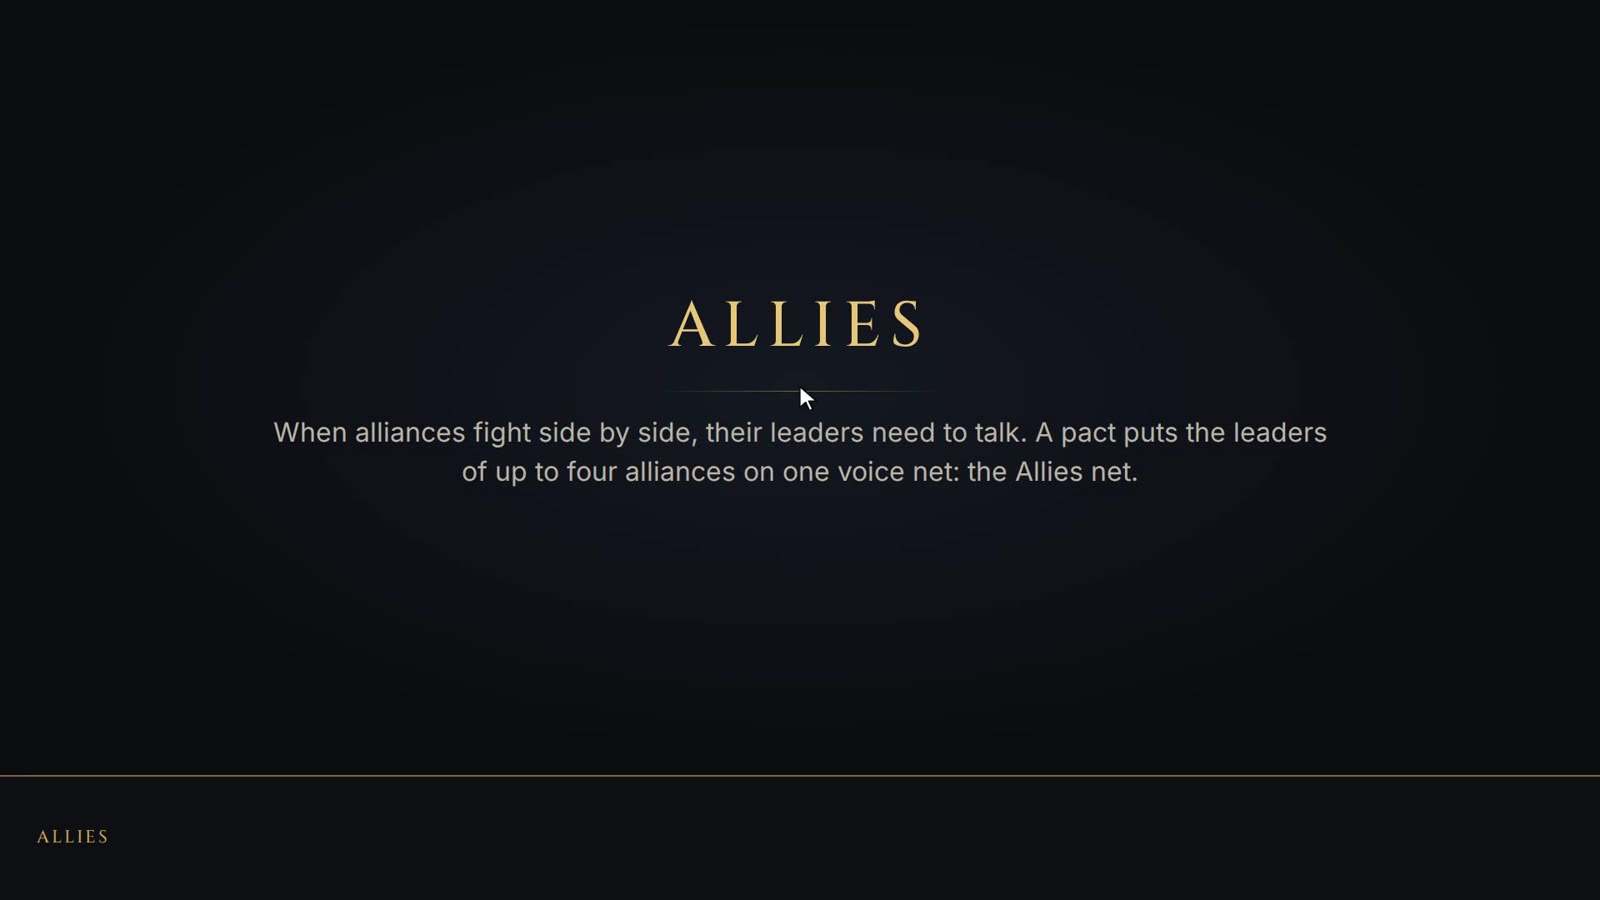 ALLIES
When alliances fight side by side, their leaders need to talk. A pact puts the leaders
of up to four alliances on one voice net: the Allies net.
ALLIES